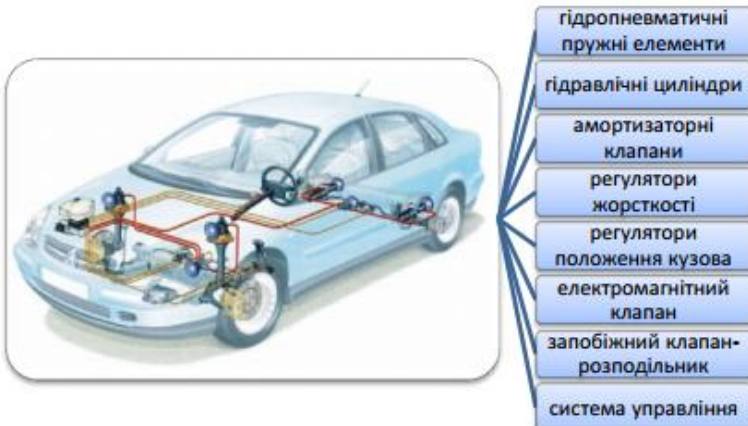 гідропневматичні
пружні елементи
гідравлічні циліндри
амортизаторні
клапани
регулятори
жорсткості
регулятори
положення кузова
електромагнітний
клапан
запобіжний клапан-
розподільник
система управління